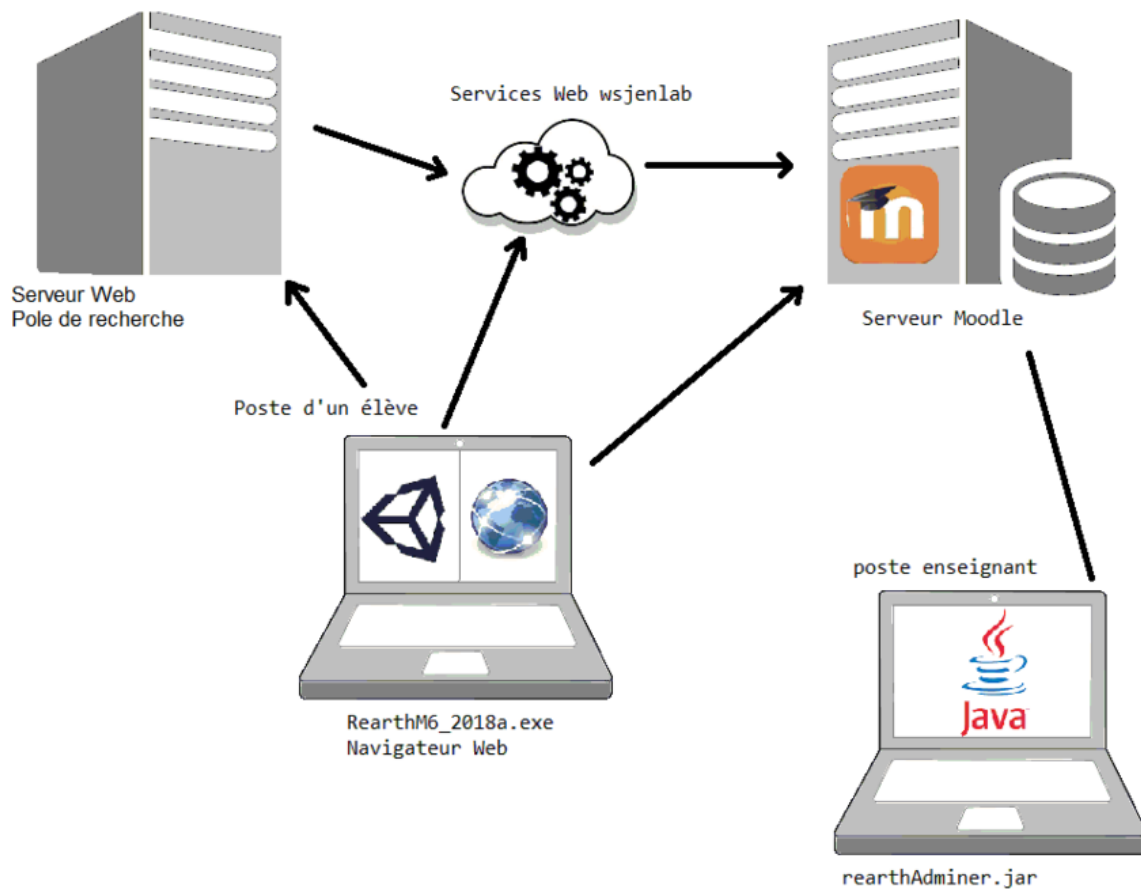 Services Web wsjenlab
m
Serveur Web
Pole de recherche
Serveur Moodle
Poste d'un élève
poste enseignant
Java
RearthM6_2018a.exe
Navigateur Web
rearthAdminer.jar